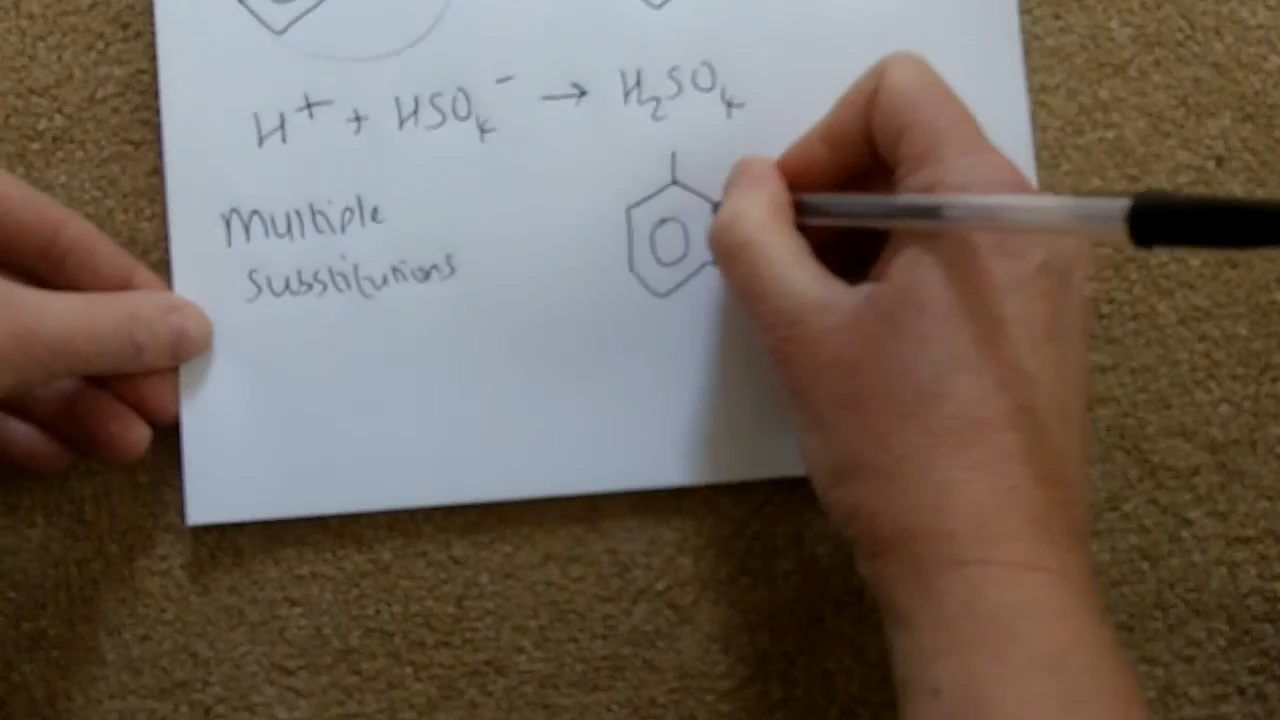 H⁺ + HSO₄⁻ → H₂SO₄
Multiple
substitutions